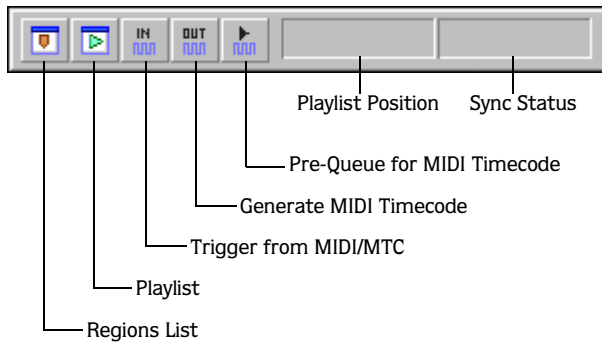 IN OUT
Playlist Position Sync Status
Pre-Queue for MIDI Timecode
Generate MIDI Timecode
Trigger from MIDI/MTC
Playlist
Regions List